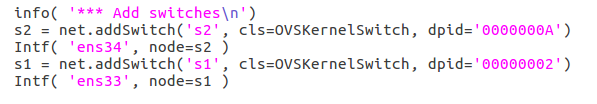 info( '*** Add switches\n')
s2 = net.addSwitch('s2', cls=OVSKernelSwitch, dpid='0000000A')
Intf( 'ens34', node=s2 )
s1 = net.addSwitch('s1', cls=OVSKernelSwitch, dpid='00000002')
Intf( 'ens33', node=s1 )